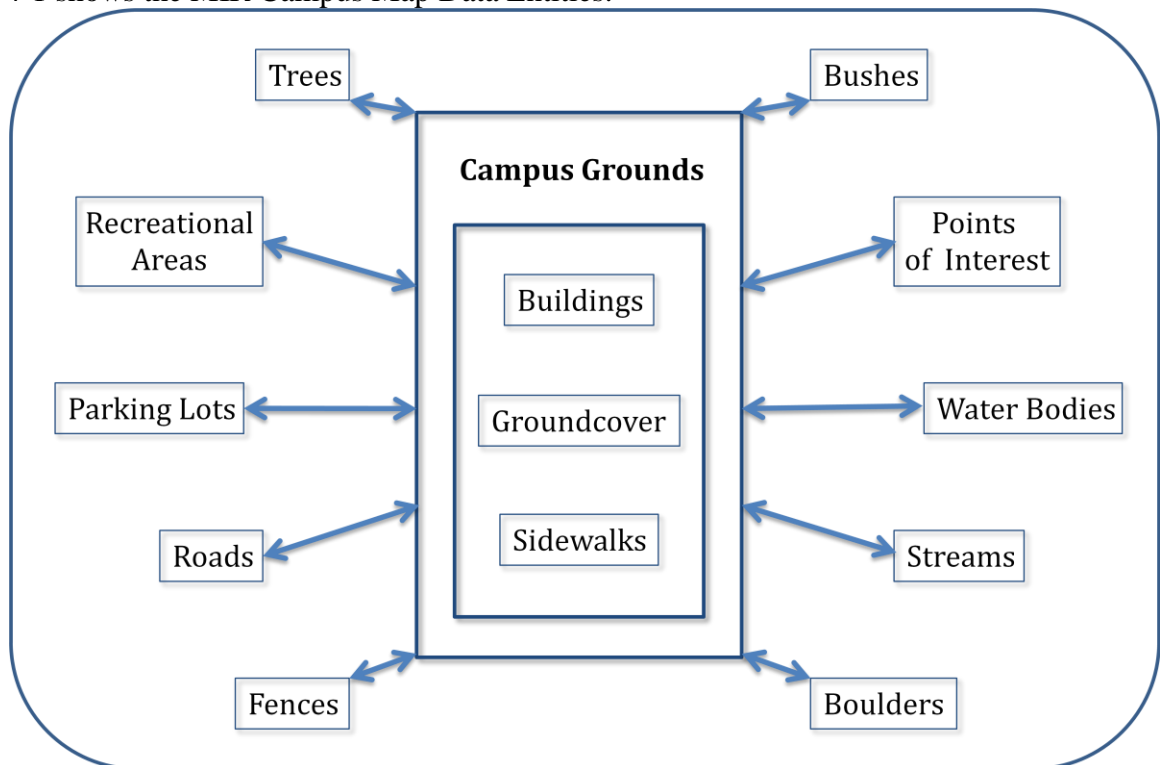 Trees
Bushes
Campus Grounds
Recreational
Areas
Points
of Interest
Buildings
Parking Lots
Groundcover
Water Bodies
Roads
Sidewalks
Streams
Fences
Boulders